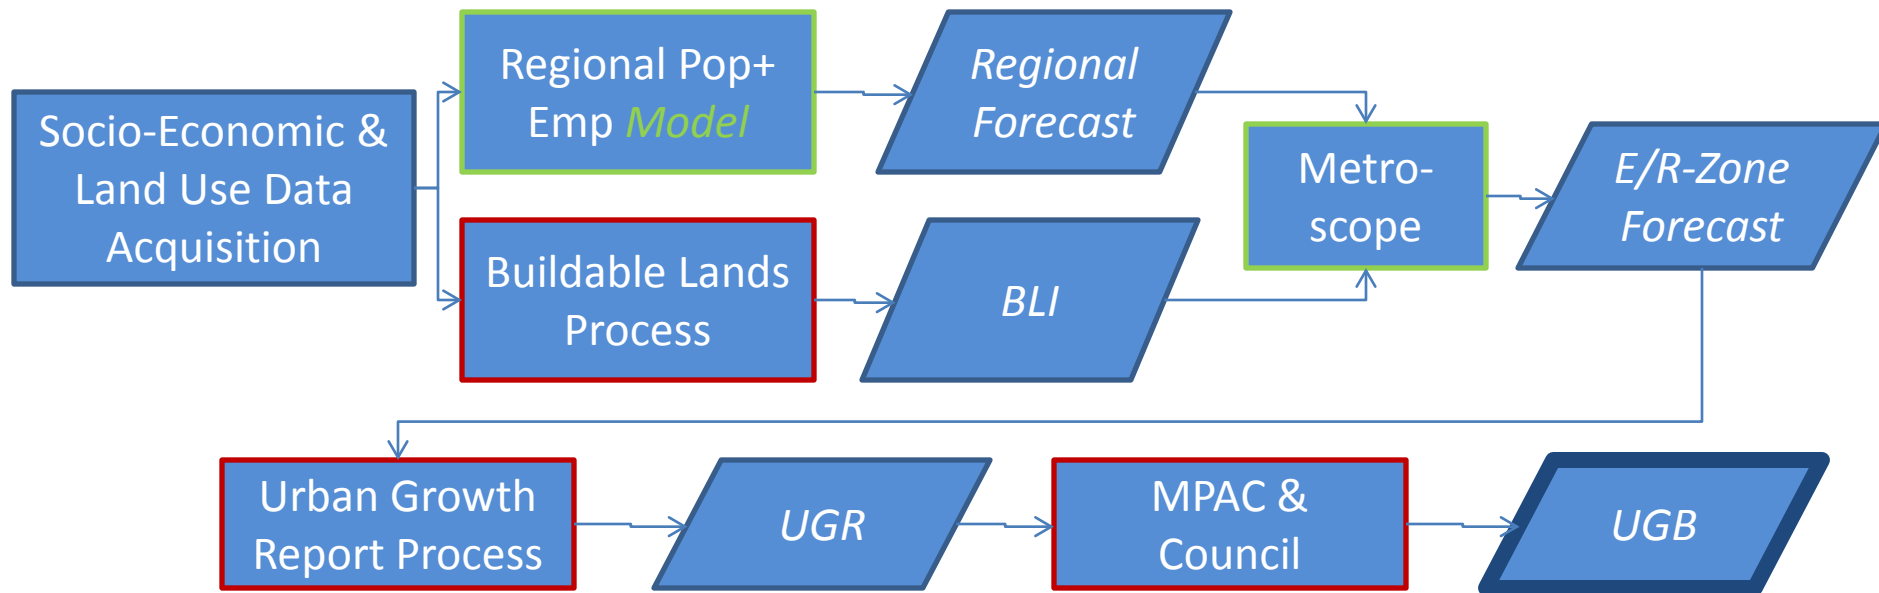 Socio-Economic &
Land Use Data
Acquisition
Regional Pop+
Emp Model
Regional
Forecast
Buildable Lands
Process
BLI
Metro-
scope
E/R-Zone
Forecast
Urban Growth
Report Process
UGR
MPAC &
Council
UGB